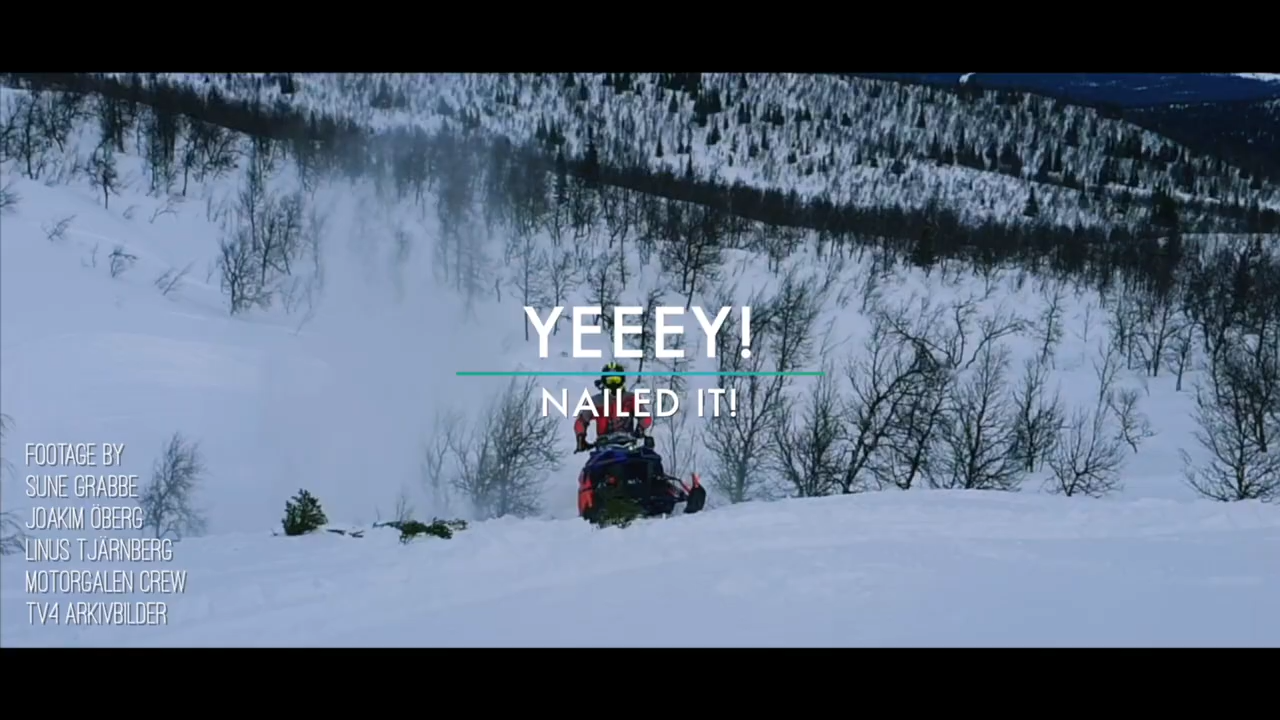 YEEEY!
NAILED IT!
FOOTAGE BY
SUNE GRABBE
JOAKIM ÖBERG
LINUS TJÄRNBERG
MOTORGALEN CREW
TV4 ARKIVBILDER